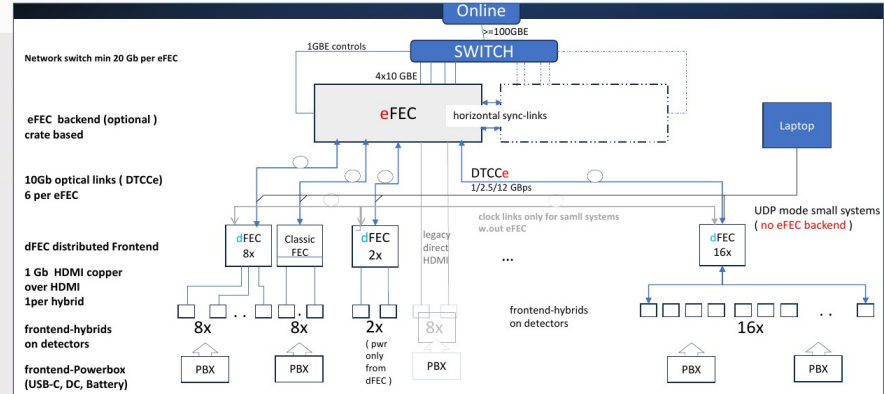 Online
>=100GBE
1GBE controls
SWITCH
Network switch min 20 Gb per eFEC
4x10 GBE
eFEC
horizontal sync-links
eFEC backend (optional )
crate based
Laptop
10Gb optical links ( DTCCe)
6 per eFEC
DTCCe
1/2.5/12 GBps
clock links only for samll systems
w.out eFEC
UDP mode small systems
( no eFEC backend )
dFEC distributed Frontend
dFEC
8x
Classic
FEC
dFEC
2x
legacy
direct
HDMI
...
dFEC
16x
1 Gb HDMI copper
over HDMI
1per hybrid
. .
.
. .
frontend-hybrids
on detectors
8x
8x
2x
8x
frontend-hybrids
on detectors
16x
( pwr
only
from
dFEC )
frontend-Powerbox
(USB-C, DC, Battery)
PBX
PBX
PBX
PBX
PBX